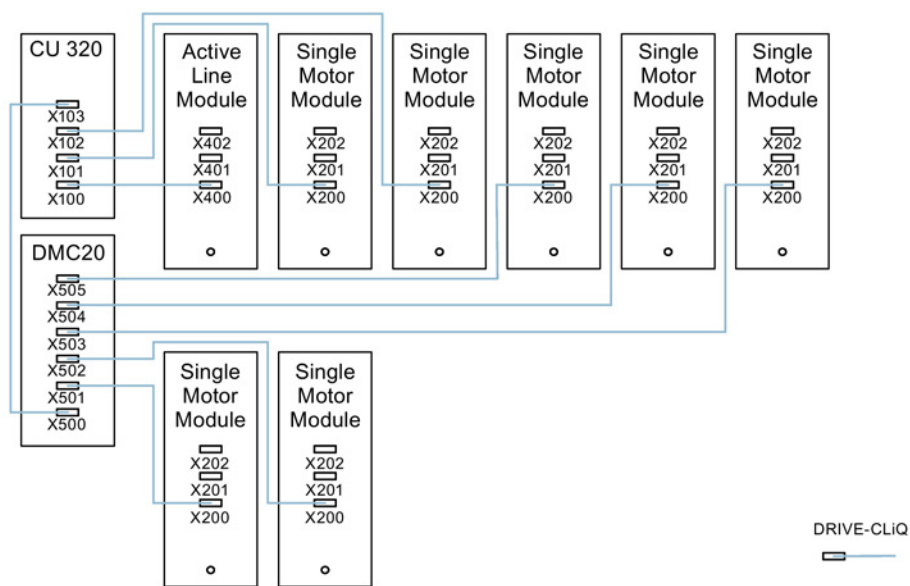 CU 320
X103
X102
X101
X100
Active
Line
Module
X402
X401
X400
Single
Motor
Module
X202
X201
X200
Single
Motor
Module
X202
X201
X200
Single
Motor
Module
X202
X201
X200
Single
Motor
Module
X202
X201
X200
Single
Motor
Module
X202
X201
X200
DMC20
X505
X504
X503
X502
X501
X500
Single
Motor
Module
X202
X201
X200
Single
Motor
Module
X202
X201
X200
DRIVE-CLiQ